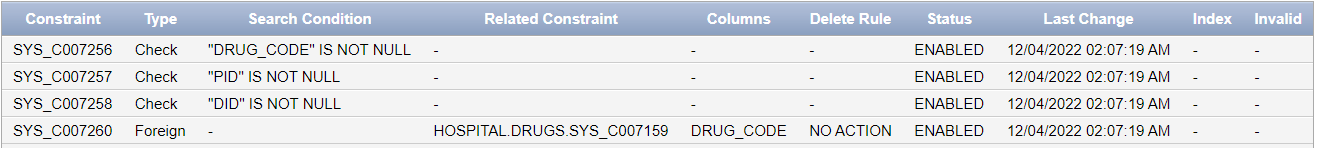 Constraint Type Search Condition Related Constraint Columns Delete Rule Status Last Change Index Invalid
SYS_C007256 Check "DRUG_CODE" IS NOT NULL - - - ENABLED 12/04/2022 02:07:19 AM - -
SYS_C007257 Check "PID" IS NOT NULL - - - ENABLED 12/04/2022 02:07:19 AM - -
SYS_C007258 Check "DID" IS NOT NULL - - - ENABLED 12/04/2022 02:07:19 AM - -
SYS_C007260 Foreign - HOSPITAL.DRUGS.SYS_C007159 DRUG_CODE NO ACTION ENABLED 12/04/2022 02:07:19 AM - -